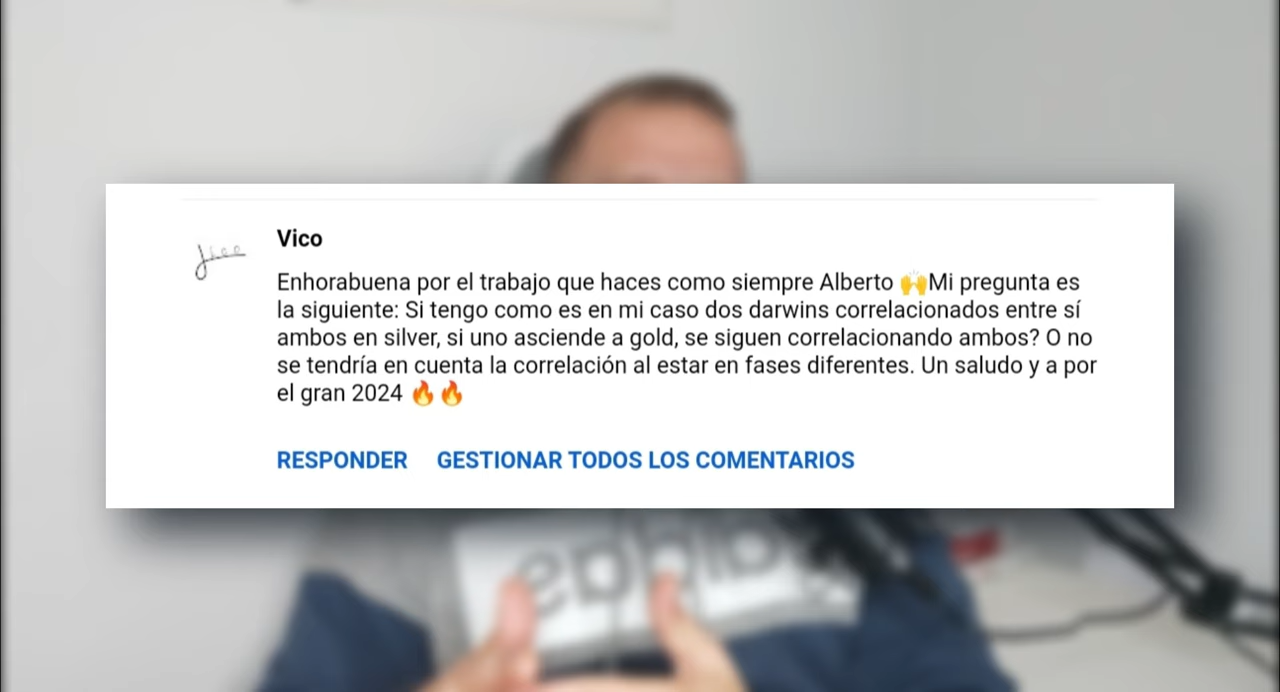 Vico
Enhorabuena por el trabajo que haces como siempre Alberto 🙌Mi pregunta es
la siguiente: Si tengo como es en mi caso dos darwins correlacionados entre sí
ambos en silver, si uno asciende a gold, se siguen correlacionando ambos? O no
se tendría en cuenta la correlación al estar en fases diferentes. Un saludo y a por
el gran 2024 🔥🔥
RESPONDER GESTIONAR TODOS LOS COMENTARIOS